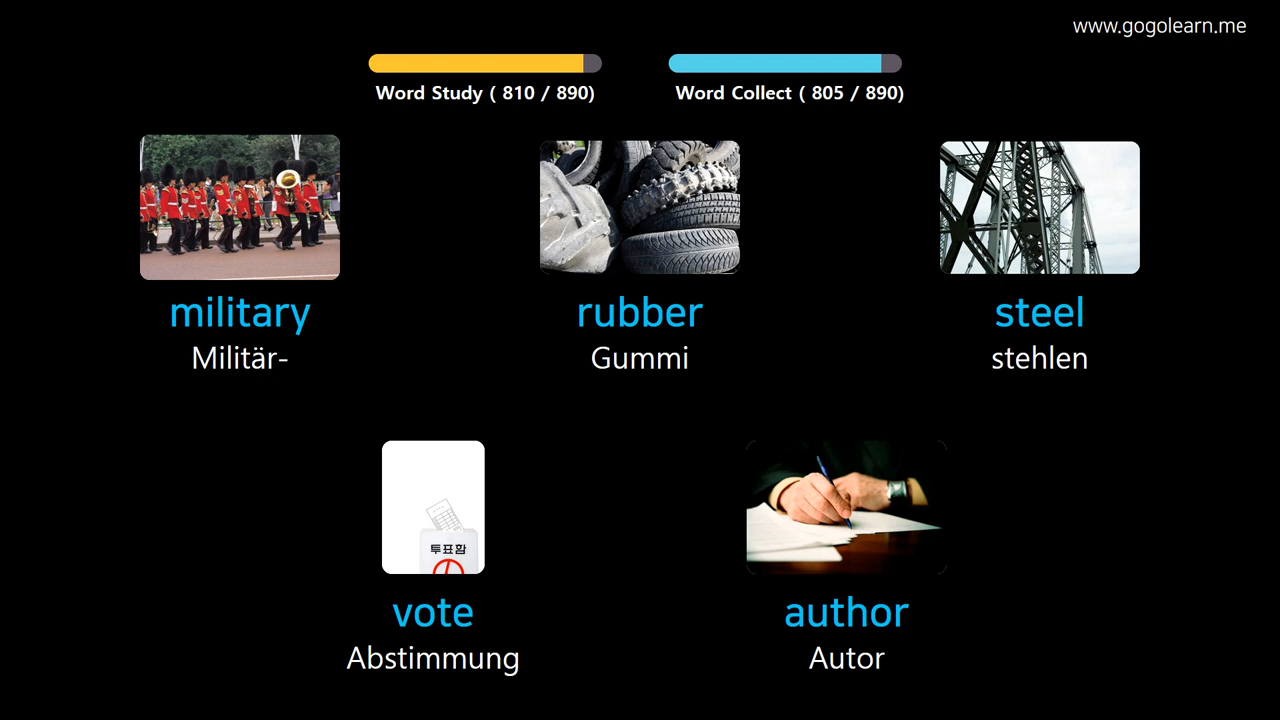 www.gogolearn.me
Word Study ( 810 / 890)
Word Collect ( 805 / 890)
military
Militär-
rubber
Gummi
steel
stehlen
투표함
vote
Abstimmung
author
Autor